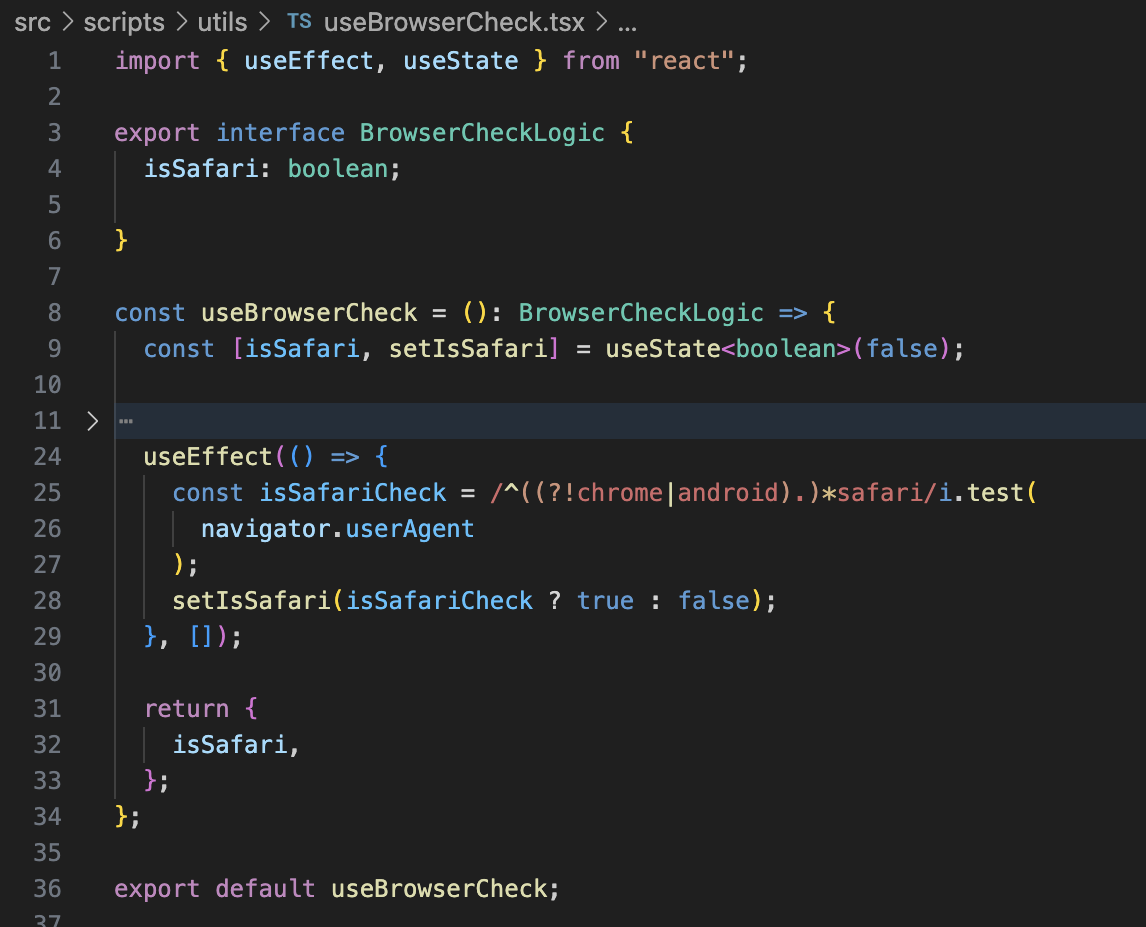 src > scripts > utils > TS useBrowserCheck.tsx > ...
1 import { useEffect, useState } from "react";
2
3 export interface BrowserCheckLogic {
4   isSafari: boolean;
5
6 }
7
8 const useBrowserCheck = (): BrowserCheckLogic => {
9   const [isSafari, setIsSafari] = useState<boolean>(false);
10
11 > ...
24   useEffect(() => {
25     const isSafariCheck = /^((?!chrome|android).)*safari/i.test(
26       navigator.userAgent
27     );
28     setIsSafari(isSafariCheck ? true : false);
29   }, []);
30
31   return {
32     isSafari,
33   };
34 };
35
36 export default useBrowserCheck;
37